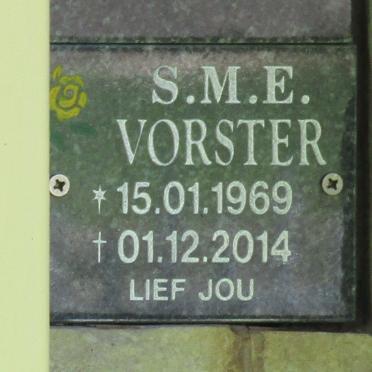 S.M.E.
VORSTER
* 15.01.1969
† 01.12.2014
LIEF JOU